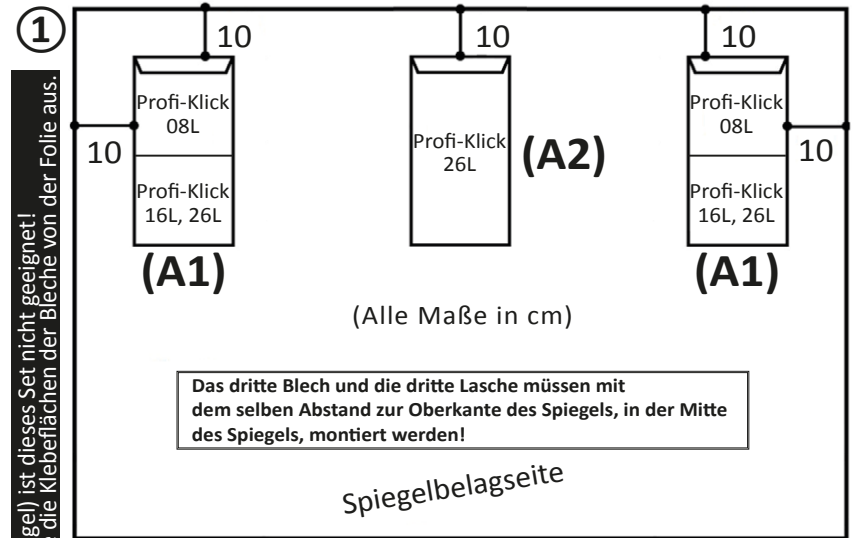 1
10
10
10
Profi-Klick
08L
Profi-Klick
16L, 26L
(A1)
10
Profi-Klick
26L
(A2)
Profi-Klick
08L
Profi-Klick
16L, 26L
(A1)
10
(Alle Maße in cm)
Das dritte Blech und die dritte Lasche müssen mit
dem selben Abstand zur Oberkante des Spiegels, in der Mitte
des Spiegels, montiert werden!
Spiegelbelagseite
ist dieses Set nicht geeignet!
die Klebeflächen der Bleche von der Folie aus.